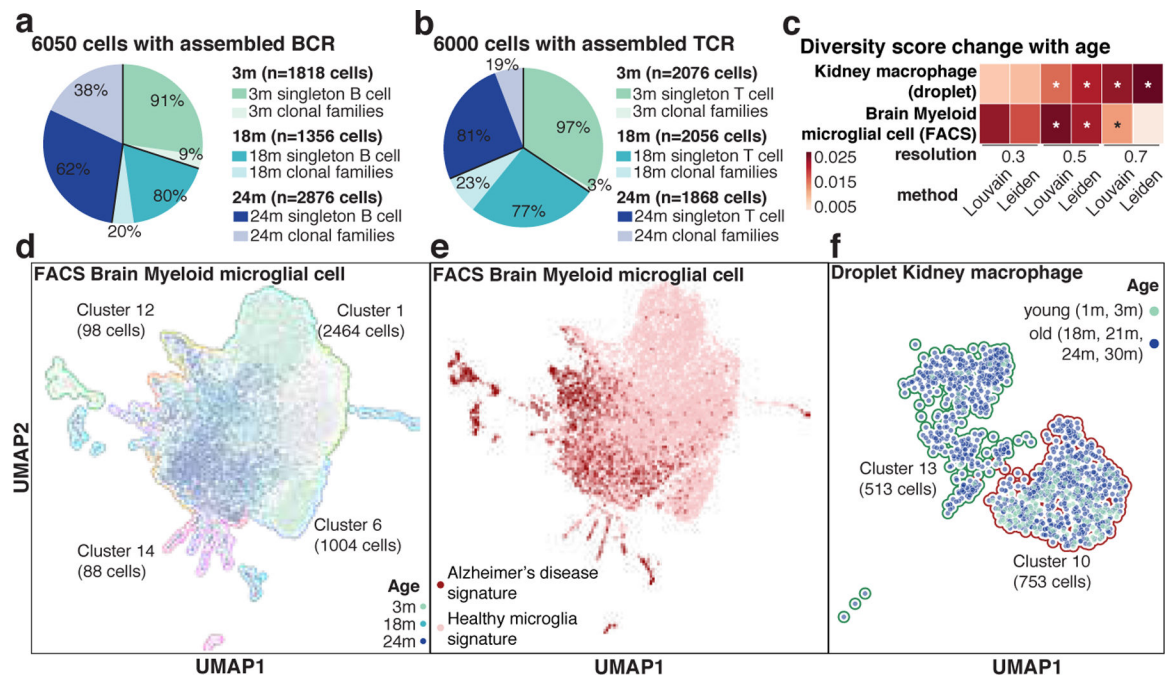 a
6050 cells with assembled BCR
38%
91%
9%
62%
80%
20%
3m (n=1818 cells)
3m singleton B cell
3m clonal families
18m (n=1356 cells)
18m singleton B cell
18m clonal families
24m (n=2876 cells)
24m singleton B cell
24m clonal families
b
6000 cells with assembled TCR
19%
81%
97%
3%
23%
77%
3m (n=2076 cells)
3m singleton T cell
3m clonal families
18m (n=2056 cells)
18m singleton T cell
18m clonal families
24m (n=1868 cells)
24m singleton T cell
24m clonal families
c
Diversity score change with age
Kidney macrophage
(droplet)
* * * *
Brain Myeloid
microglial cell (FACS)
* * *
resolution
0.3 0.5 0.7
method
Louvain Leiden Louvain Leiden Louvain Leiden
0.025
0.015
0.005
d
FACS Brain Myeloid microglial cell
Cluster 12
(98 cells)
Cluster 1
(2464 cells)
Cluster 6
(1004 cells)
Cluster 14
(88 cells)
Age
3m
18m
24m
UMAP2
UMAP1
e
FACS Brain Myeloid microglial cell
Alzheimer's disease
signature
Healthy microglia
signature
UMAP1
f
Droplet Kidney macrophage
Age
young (1m, 3m)
old (18m, 21m,
24m, 30m)
Cluster 13
(513 cells)
Cluster 10
(753 cells)
UMAP1